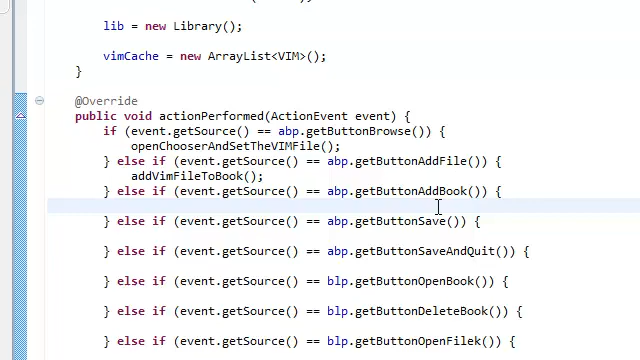 lib = new Library();
vimCache = new ArrayList<VIM>();
}
@Override
public void actionPerformed(ActionEvent event) {
if (event.getSource() == abp.getButtonBrowse()) {
openChooserAndSetTheVIMFile();
} else if (event.getSource() == abp.getButtonAddFile()) {
addVimFileToBook();
} else if (event.getSource() == abp.getButtonAddBook()) {
} else if (event.getSource() == abp.getButtonSave()) {
} else if (event.getSource() == abp.getButtonSaveAndQuit()) {
} else if (event.getSource() == blp.getButtonOpenBook()) {
} else if (event.getSource() == blp.getButtonDeleteBook()) {
} else if (event.getSource() == blp.getButtonOpenFilek()) {